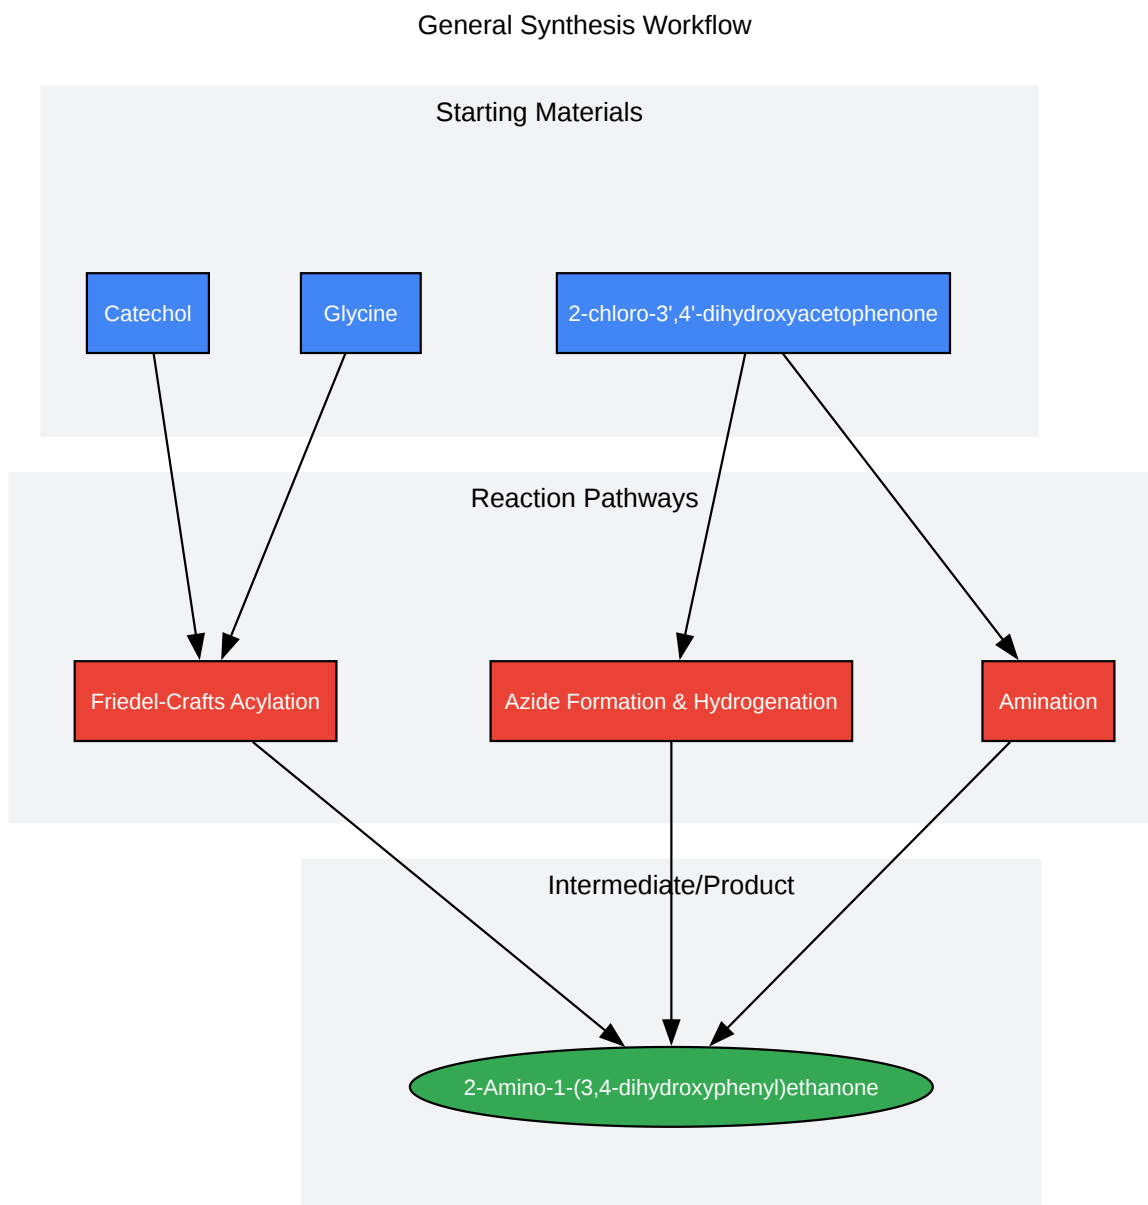 General Synthesis Workflow
Starting Materials
Catechol
Glycine
2-chloro-3',4'-dihydroxyacetophenone
Reaction Pathways
Friedel-Crafts Acylation
Azide Formation & Hydrogenation
Amination
Intermediate/Product
2-Amino-1-(3,4-dihydroxyphenyl)ethanone